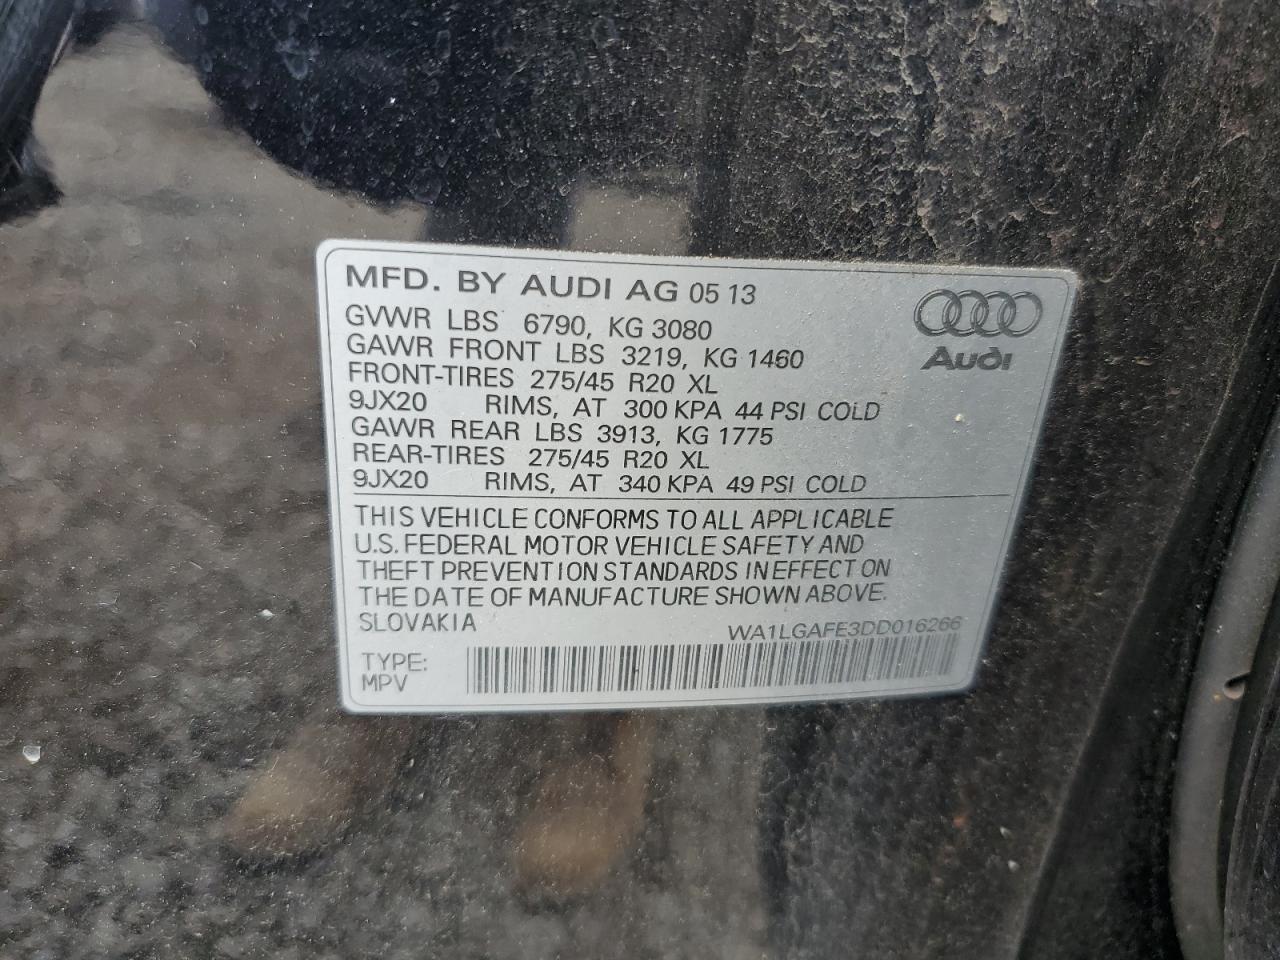 MFD. BY AUDI AG 05 13
GVWR LBS 6790, KG 3080
GAWR FRONT LBS 3219, KG 1460
FRONT-TIRES 275/45 R20 XL
9JX20 RIMS, AT 300 KPA 44 PSI COLD
GAWR REAR LBS 3913, KG 1775
REAR-TIRES 275/45 R20 XL
9JX20 RIMS, AT 340 KPA 49 PSI COLD
Audi
THIS VEHICLE CONFORMS TO ALL APPLICABLE
U.S. FEDERAL MOTOR VEHICLE SAFETY AND
THEFT PREVENTION STANDARDS IN EFFECT ON
THE DATE OF MANUFACTURE SHOWN ABOVE.
SLOVAKIA
WA1LGAFE3DD016266
TYPE:
MPV